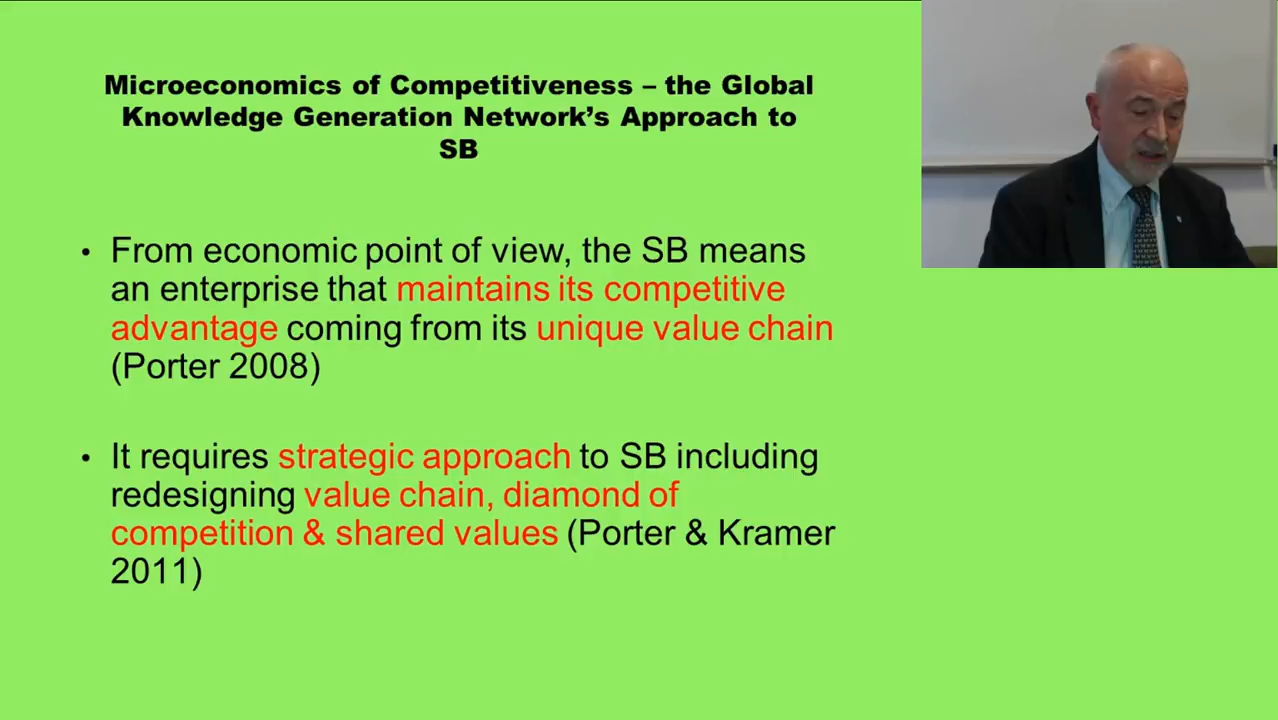 Microeconomics of Competitiveness – the Global
Knowledge Generation Network’s Approach to
SB
• From economic point of view, the SB means
an enterprise that maintains its competitive
advantage coming from its unique value chain
(Porter 2008)
• It requires strategic approach to SB including
redesigning value chain, diamond of
competition & shared values (Porter & Kramer
2011)